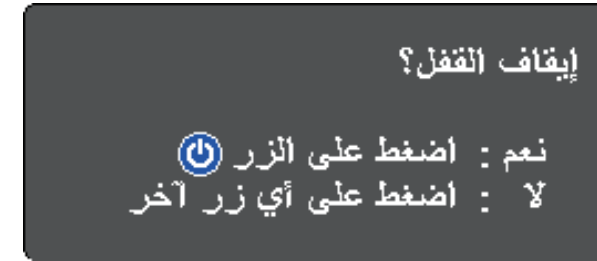 إيقاف القفل؟
نعم : اضغط على الزر
لا : اضغط على أي زر آخر